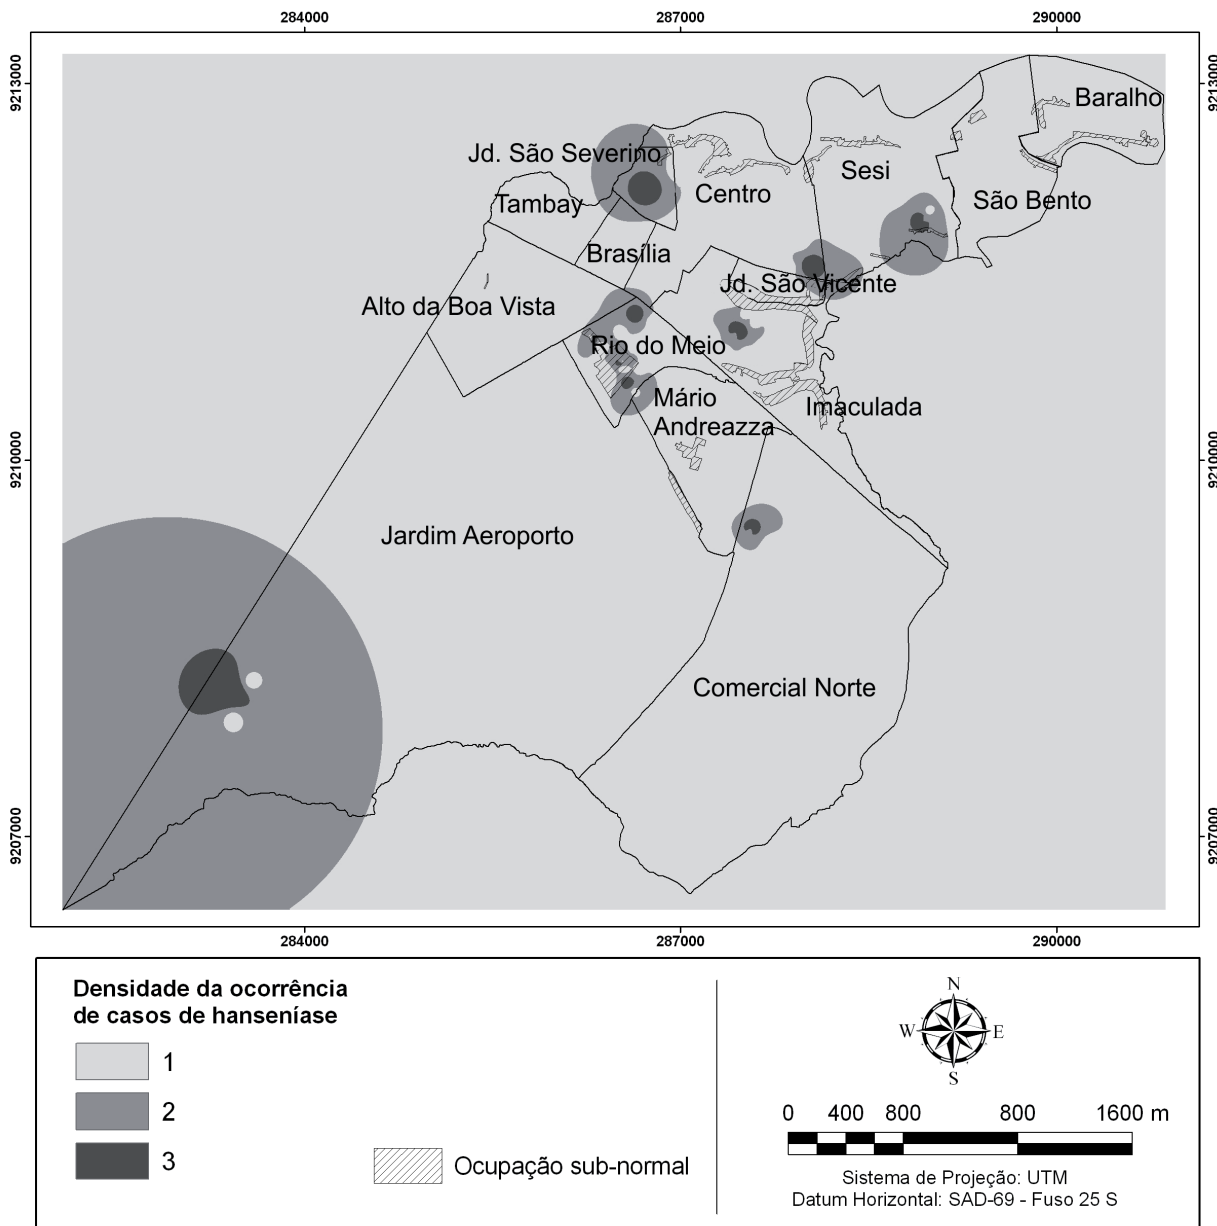 284000
287000
290000
9213000
9213000
Baralho
Jd. São Severino
Sesi
Centro
São Bento
Tambay
Brasília
Jd. São Vicente
Alto da Boa Vista
Rio do Meio
Mário
Andreazza
Imaculada
9210000
9210000
Jardim Aeroporto
Comercial Norte
9207000
9207000
284000
287000
290000
Densidade da ocorrência
de casos de hanseníase
1
2
3
Ocupação sub-normal
N
W
E
S
0 400 800 800 1600 m
Sistema de Projeção: UTM
Datum Horizontal: SAD-69 - Fuso 25 S